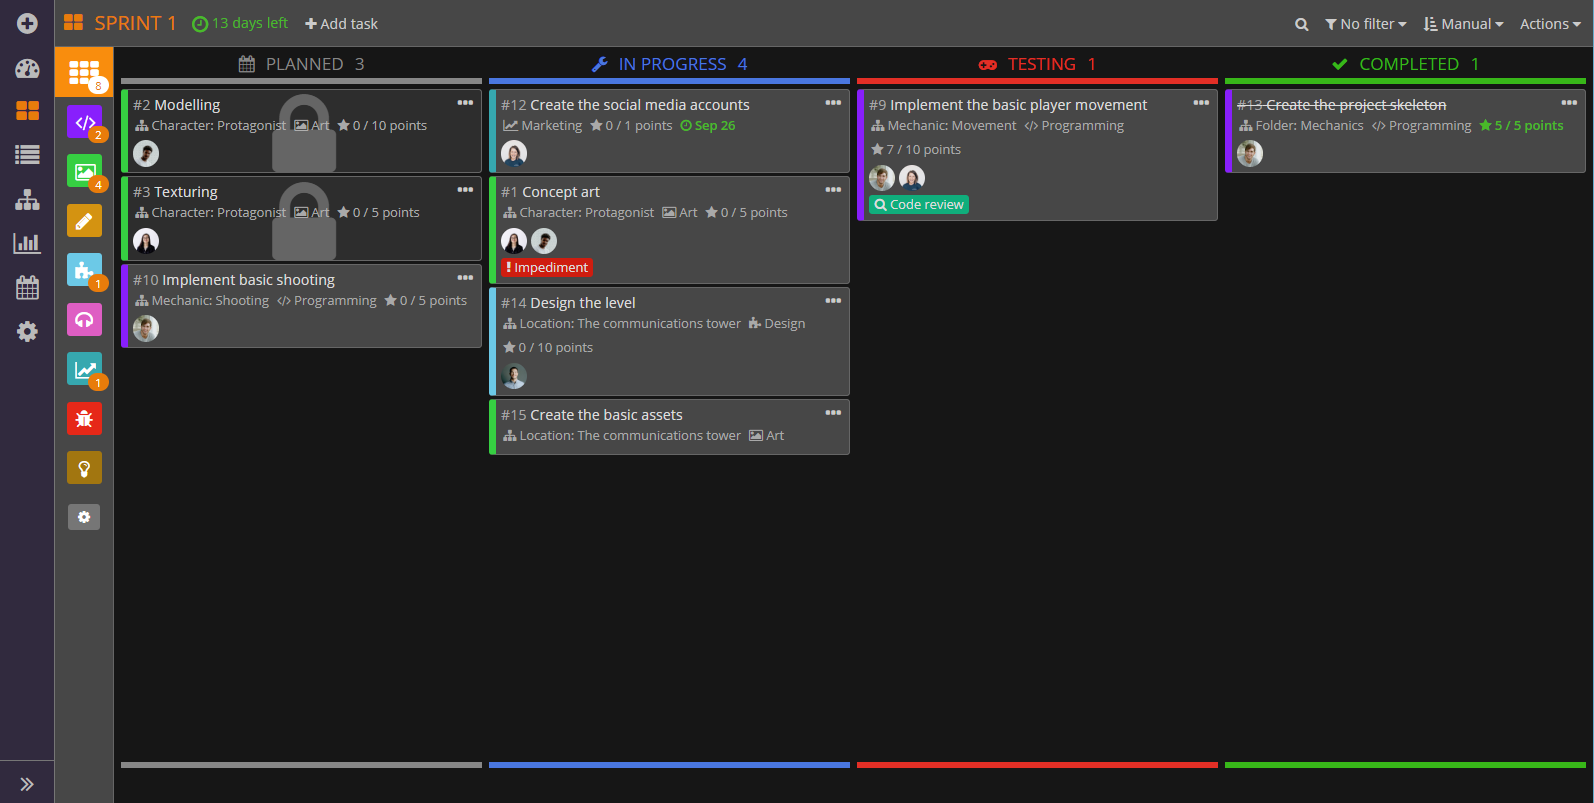 SPRINT 1 13 days left Add task No filter Manual Actions
8
2
4
1
1
PLANNED 3
#2 Modelling
Character: Protagonist Art 0 / 10 points
#3 Texturing
Character: Protagonist Art 0 / 5 points
#10 Implement basic shooting
Mechanic: Shooting Programming 0 / 5 points
IN PROGRESS 4
#12 Create the social media accounts
Marketing 0 / 1 points Sep 26
#1 Concept art
Character: Protagonist Art 0 / 5 points
Impediment
#14 Design the level
Location: The communications tower Design
0 / 10 points
#15 Create the basic assets
Location: The communications tower Art
TESTING 1
#9 Implement the basic player movement
Mechanic: Movement Programming
7 / 10 points
Code review
COMPLETED 1
#13 Create the project skeleton
Folder: Mechanics Programming 5 / 5 points